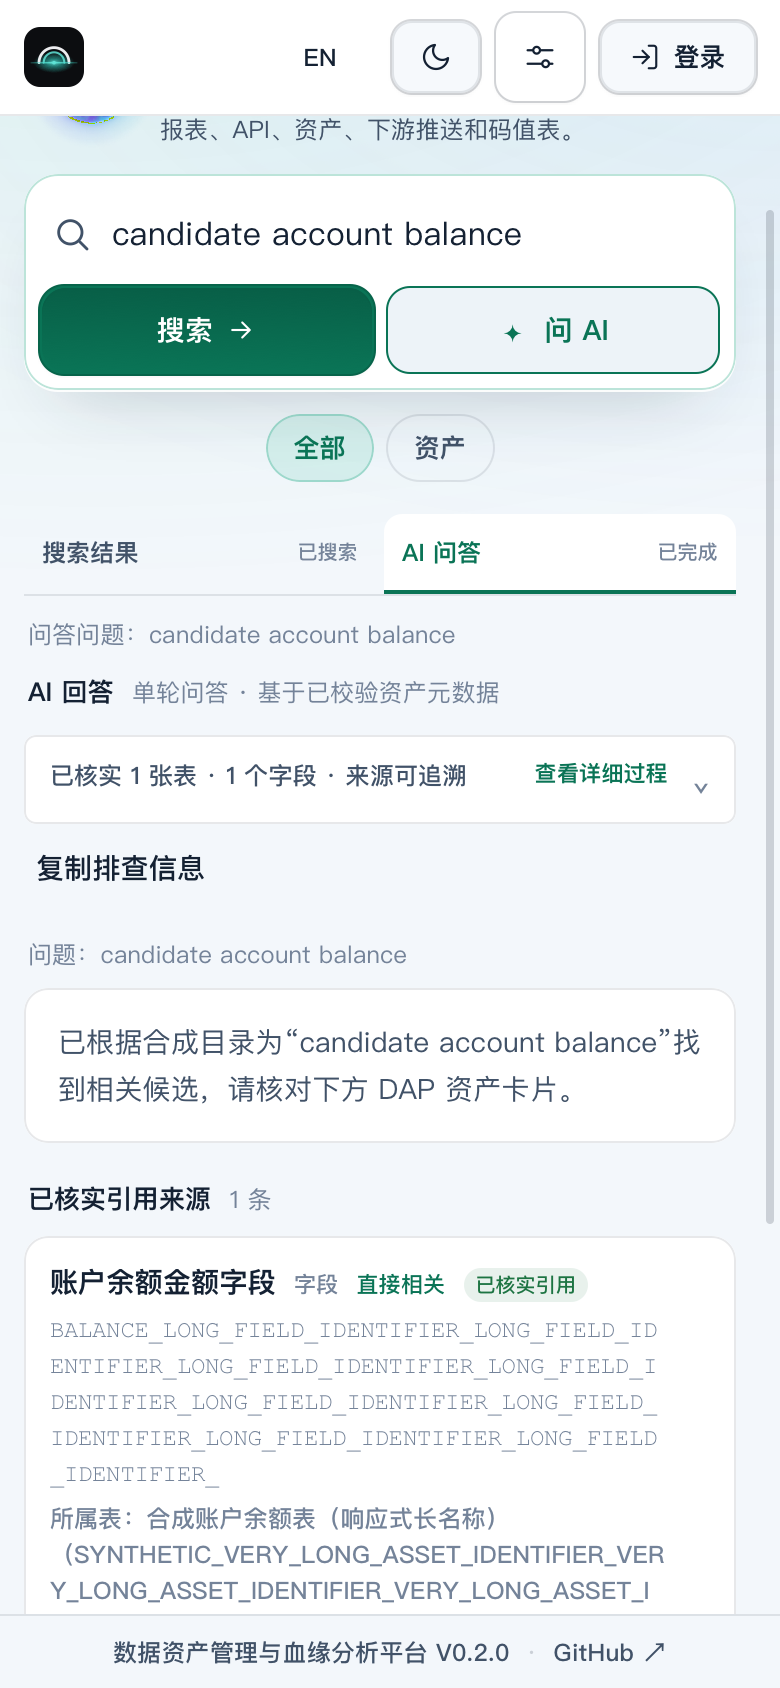 EN
登录
报表、API、资产、下游推送和码值表。
candidate account balance
搜索 →
✦ 问 AI
全部
资产
搜索结果 已搜索
AI 问答 已完成
问答问题：candidate account balance
AI 回答 单轮问答 · 基于已校验资产元数据
已核实 1 张表 · 1 个字段 · 来源可追溯 查看详细过程
复制排查信息
问题：candidate account balance
已根据合成目录为“candidate account balance”找
到相关候选，请核对下方 DAP 资产卡片。
已核实引用来源 1 条
账户余额金额字段 字段 直接相关 已核实引用
BALANCE_LONG_FIELD_IDENTIFIER_LONG_FIELD_ID
ENTIFIER_LONG_FIELD_IDENTIFIER_LONG_FIELD_I
DENTIFIER_LONG_FIELD_IDENTIFIER_LONG_FIELD_
IDENTIFIER_LONG_FIELD_IDENTIFIER_LONG_FIELD
_IDENTIFIER_
所属表：合成账户余额表（响应式长名称）
（SYNTHETIC_VERY_LONG_ASSET_IDENTIFIER_VER
Y_LONG_ASSET_IDENTIFIER_VERY_LONG_ASSET_I
数据资产管理与血缘分析平台 V0.2.0 · GitHub ↗